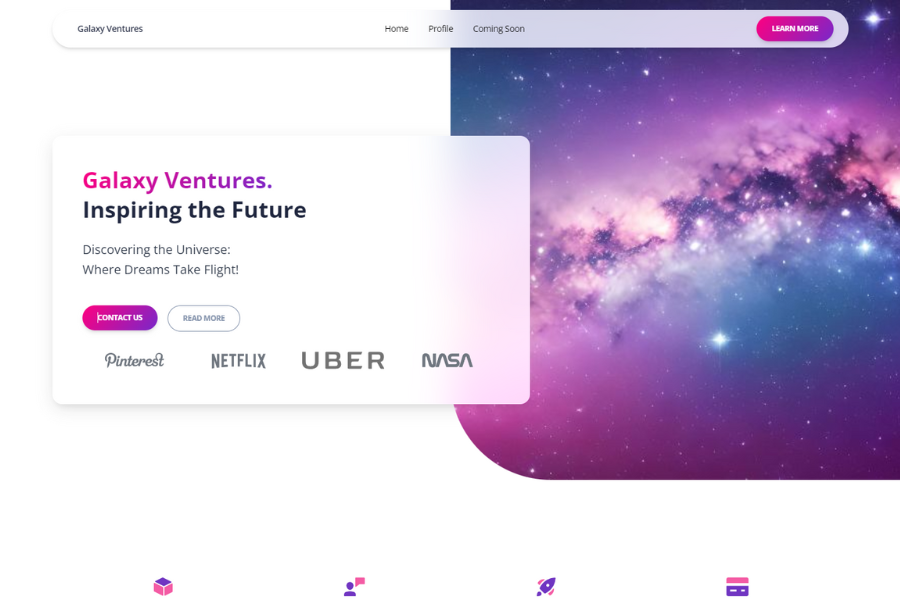 Galaxy Ventures
Home
Profile
Coming Soon
LEARN MORE
Galaxy Ventures.
Inspiring the Future
Discovering the Universe:
Where Dreams Take Flight!
CONTACT US
READ MORE
Pinterest
NETFLIX
UBER
NASA